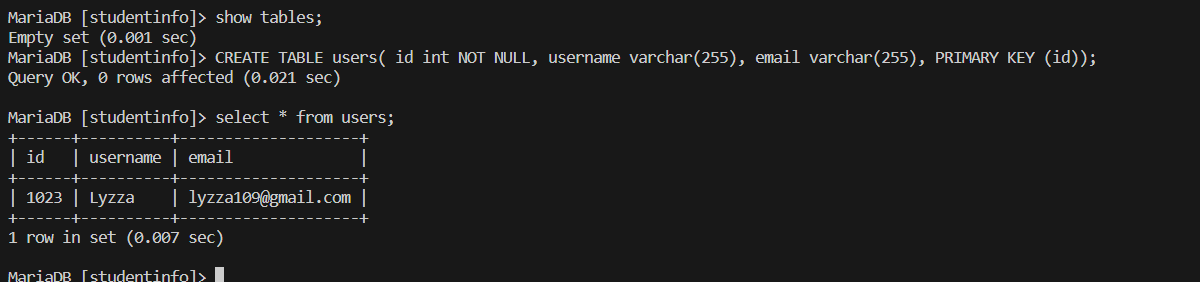 MariaDB [studentinfo]> show tables;
Empty set (0.001 sec)
MariaDB [studentinfo]> CREATE TABLE users( id int NOT NULL, username varchar(255), email varchar(255), PRIMARY KEY (id));
Query OK, 0 rows affected (0.021 sec)
MariaDB [studentinfo]> select * from users;
+------+----------+--------------------+
| id   | username | email              |
+------+----------+--------------------+
| 1023 | Lyzza    | lyzza109@gmail.com |
+------+----------+--------------------+
1 row in set (0.007 sec)
MariaDB [studentinfo]>